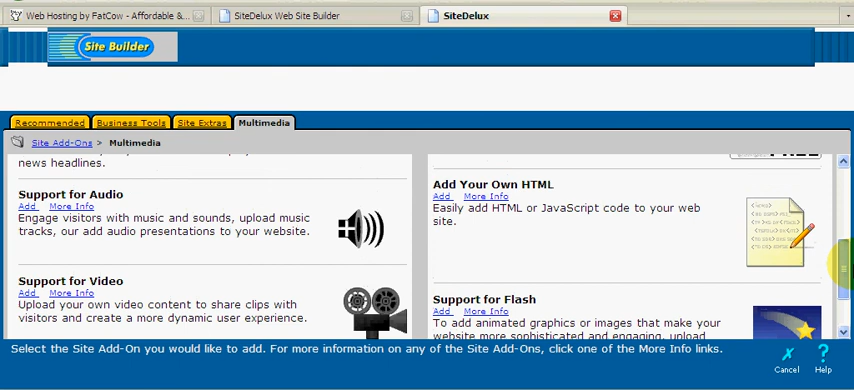 Web Hosting by FatCow - Affordable &...
SiteDelux Web Site Builder
SiteDelux
Site Builder
Recommended
Business Tools
Site Extras
Multimedia
Site Add-Ons > Multimedia
news headlines.
Support for Audio
Add More Info
Engage visitors with music and sounds, upload music
tracks, our add audio presentations to your website.
Support for Video
Add More Info
Upload your own video content to share clips with
visitors and create a more dynamic user experience.
Add Your Own HTML
Add More Info
Easily add HTML or JavaScript code to your web
site.
Support for Flash
Add More Info
To add animated graphics or images that make your
website more sophisticated and engaging, upload
Select the Site Add-On you would like to add. For more information on any of the Site Add-Ons, click one of the More Info links.
Cancel
Help